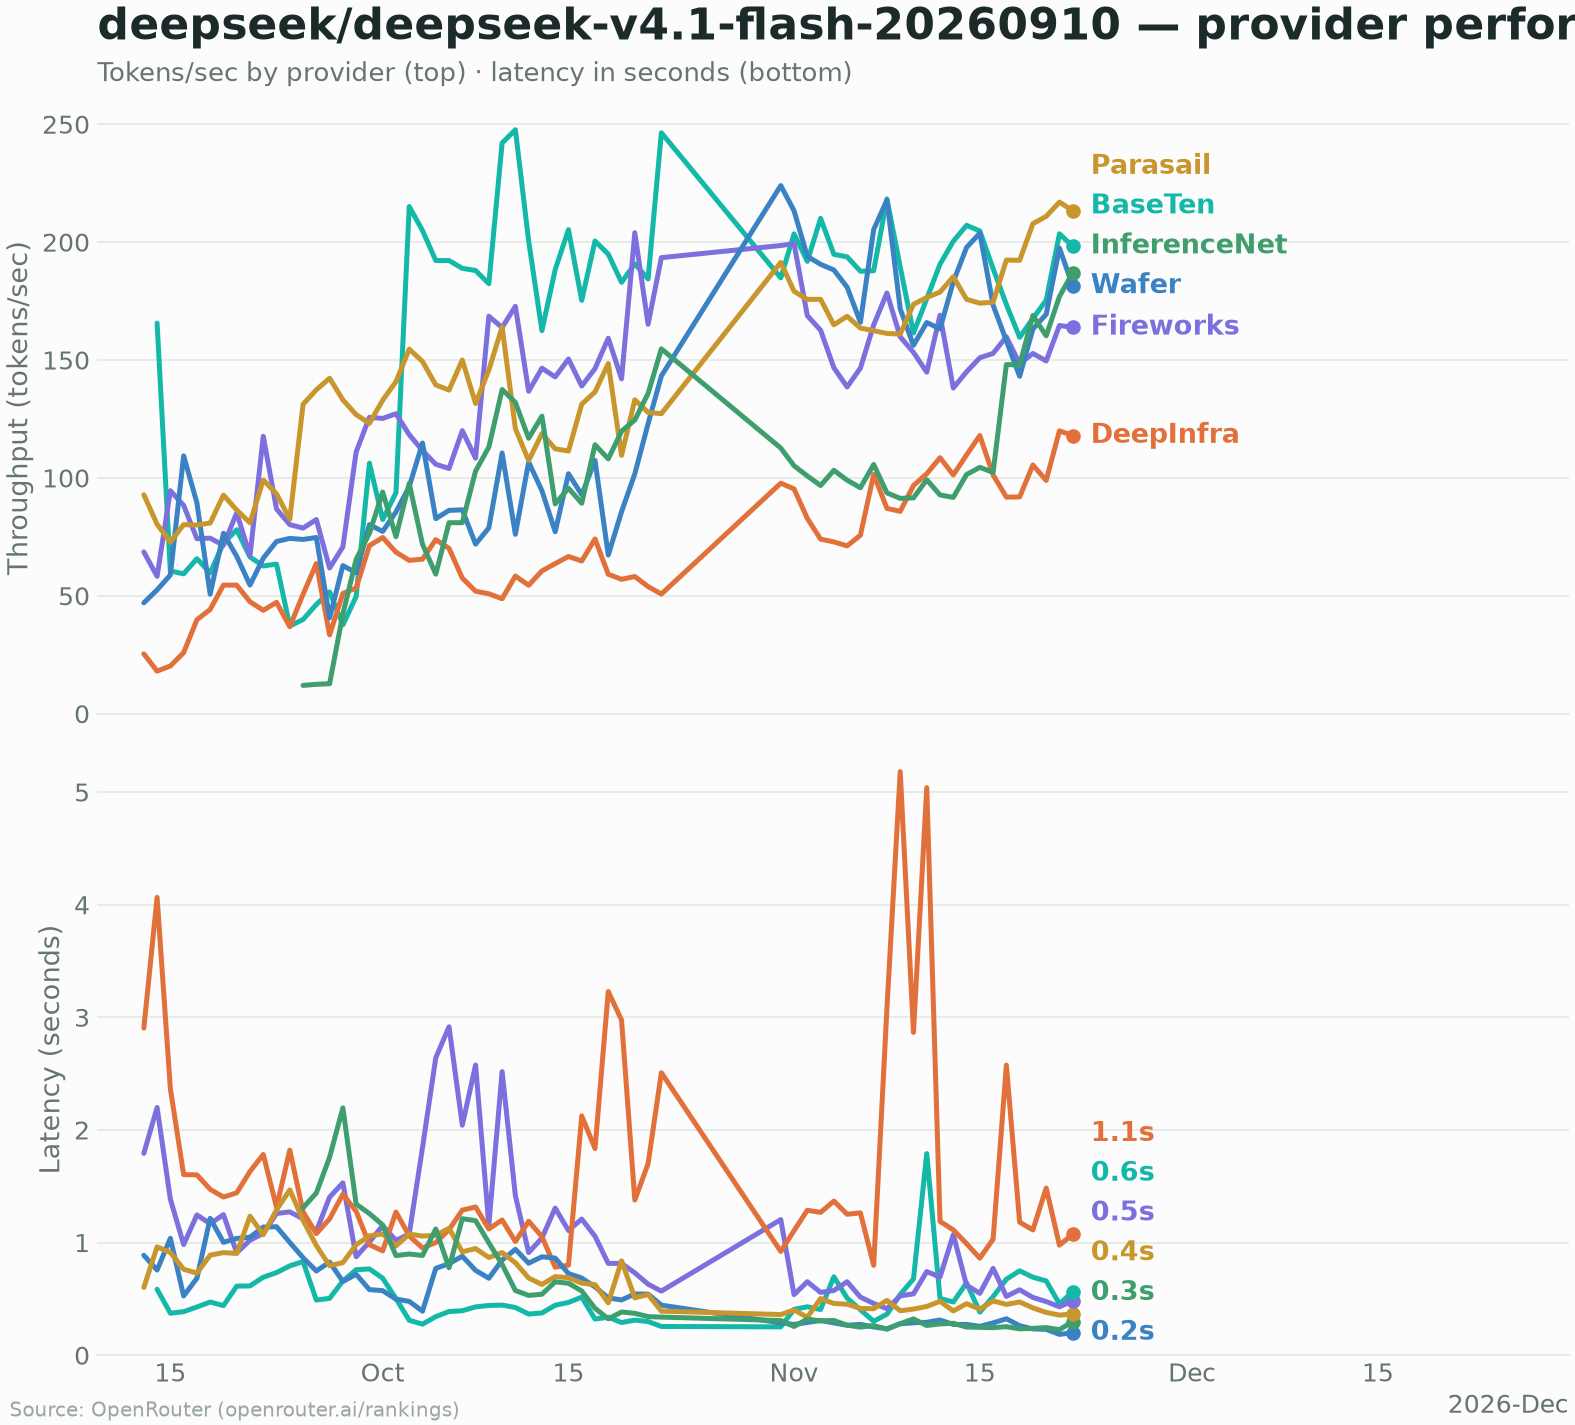 deepseek/deepseek-v4.1-flash-20260910 — provider perfor
Tokens/sec by provider (top) · latency in seconds (bottom)
Throughput (tokens/sec)
250
200
150
100
50
0
Parasail
BaseTen
InferenceNet
Wafer
Fireworks
DeepInfra
Latency (seconds)
5
4
3
2
1
0
1.1s
0.6s
0.5s
0.4s
0.3s
0.2s
15 Oct 15 Nov 15 Dec 15
2026-Dec
Source: OpenRouter (openrouter.ai/rankings)